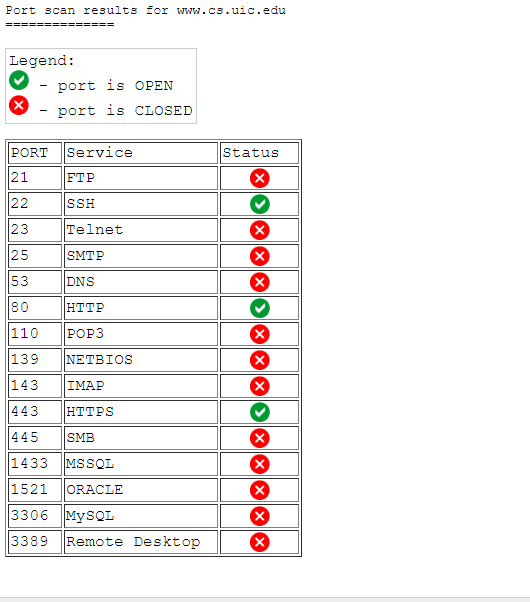 Port scan results for www.cs.uic.edu
==============
Legend:
- port is OPEN
- port is CLOSED
PORT Service Status
21 FTP
22 SSH
23 Telnet
25 SMTP
53 DNS
80 HTTP
110 POP3
139 NETBIOS
143 IMAP
443 HTTPS
445 SMB
1433 MSSQL
1521 ORACLE
3306 MySQL
3389 Remote Desktop